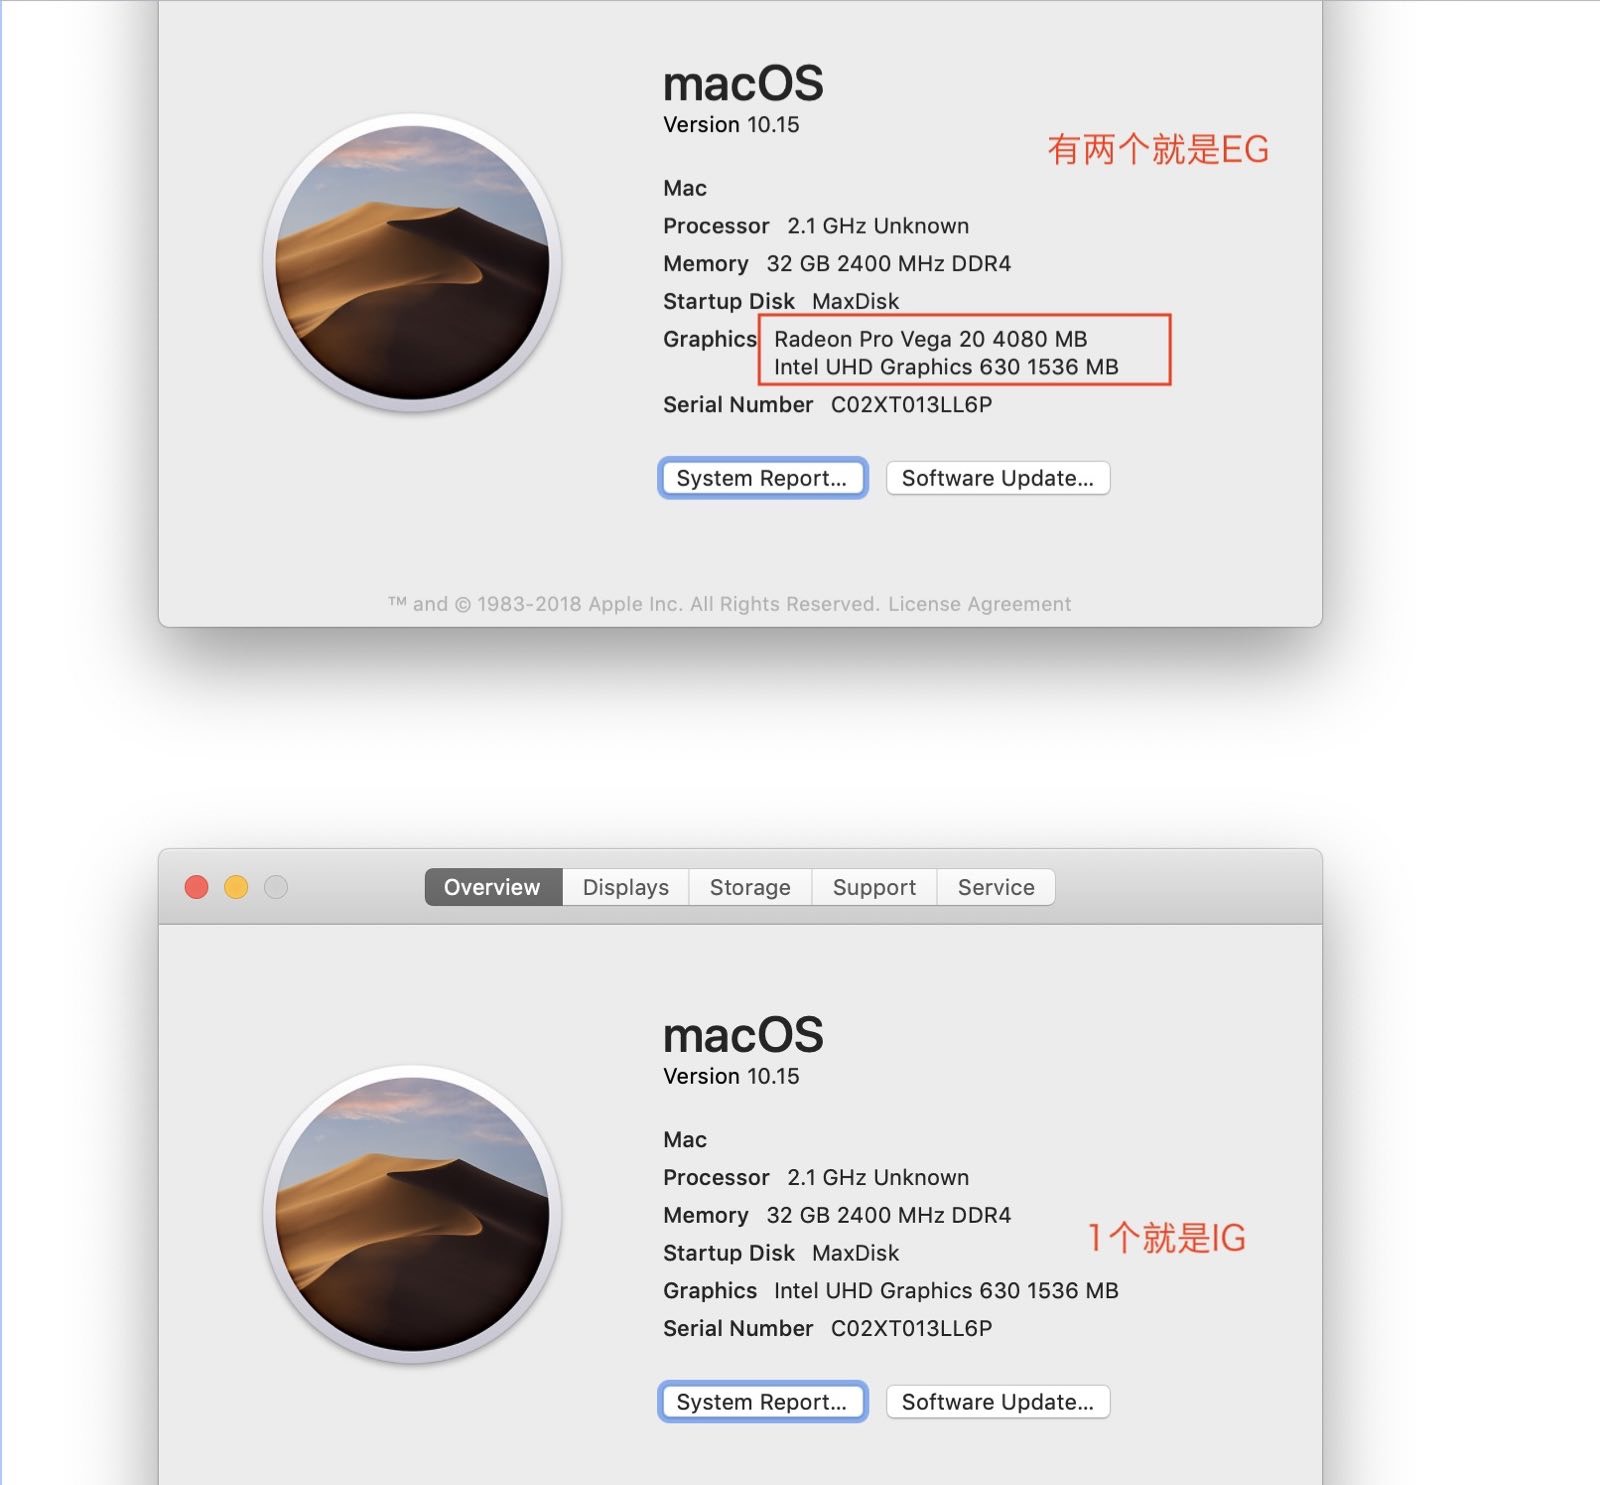 macOS
Version 10.15
有两个就是EG
Mac
Processor 2.1 GHz Unknown
Memory 32 GB 2400 MHz DDR4
Startup Disk MaxDisk
Graphics Radeon Pro Vega 20 4080 MB
Intel UHD Graphics 630 1536 MB
Serial Number C02XT013LL6P
System Report... Software Update...
™ and © 1983-2018 Apple Inc. All Rights Reserved. License Agreement
Overview Displays Storage Support Service
macOS
Version 10.15
Mac
Processor 2.1 GHz Unknown
Memory 32 GB 2400 MHz DDR4
1个就是IG
Startup Disk MaxDisk
Graphics Intel UHD Graphics 630 1536 MB
Serial Number C02XT013LL6P
System Report... Software Update...